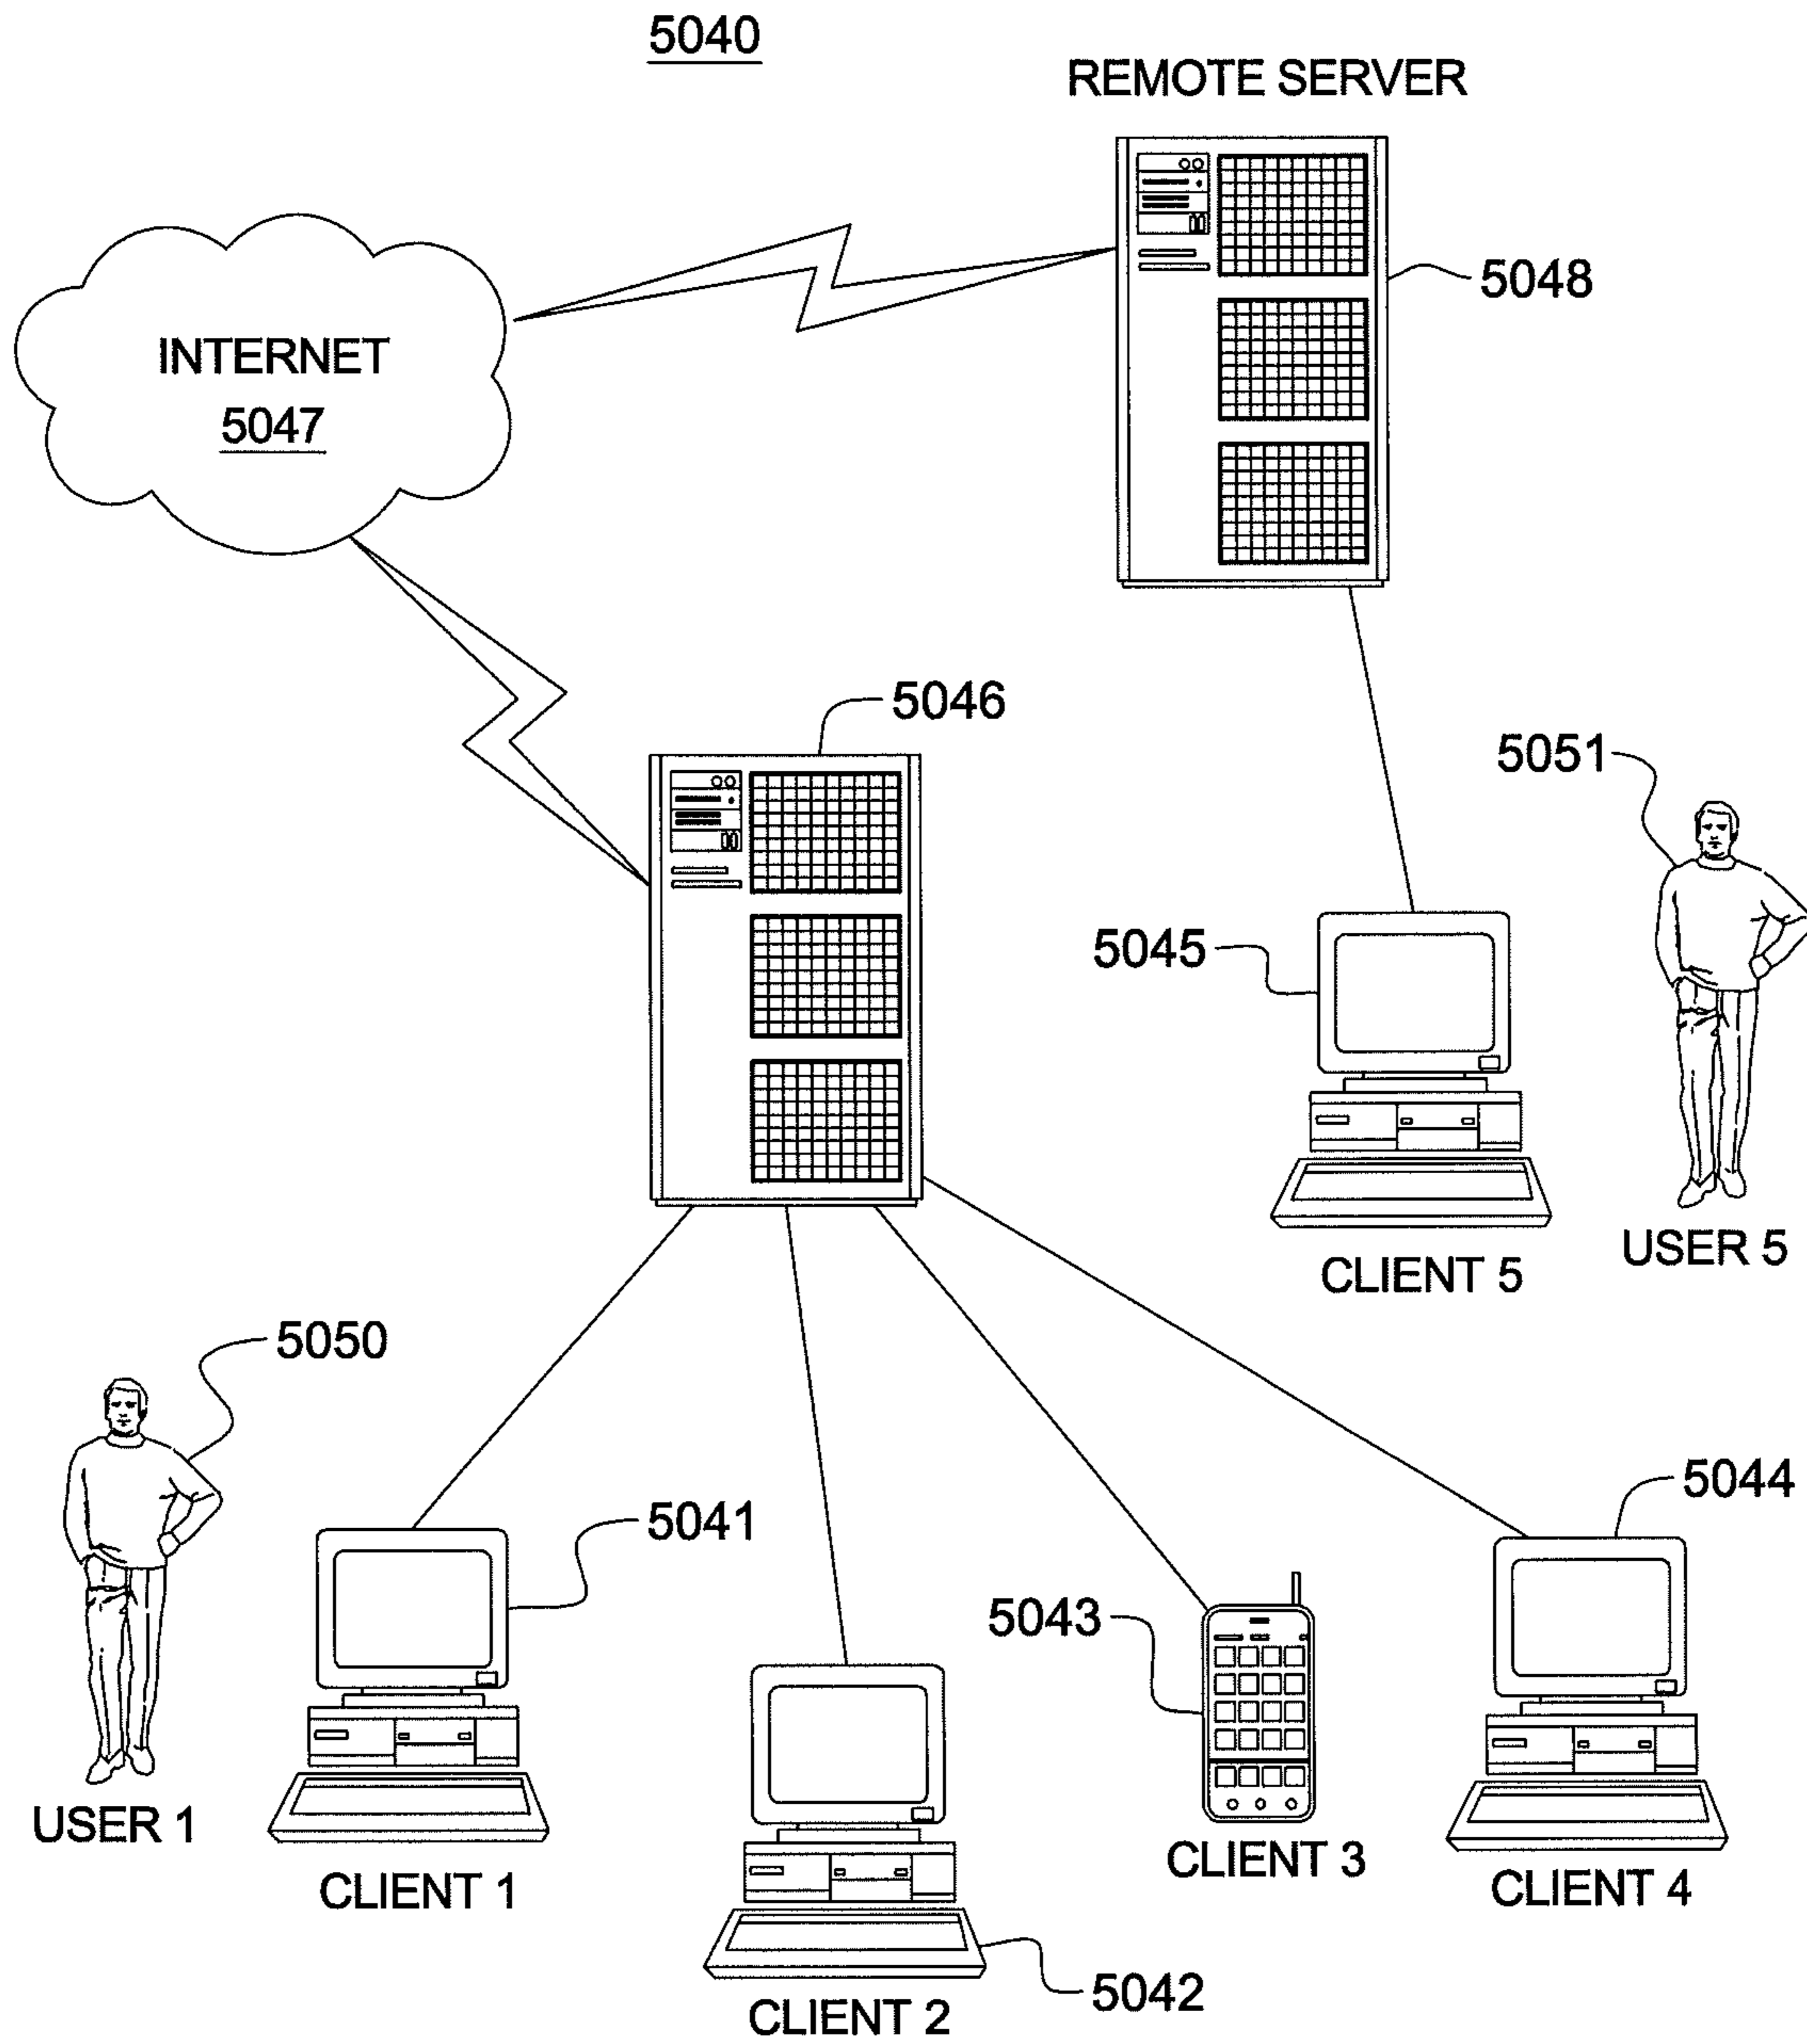 5040
REMOTE SERVER
5048
INTERNET
5047
5046
5051
5045
USER 5
CLIENT 5
5050
5044
5041
5043
USER 1
CLIENT 3
CLIENT 1
CLIENT 4
5042
CLIENT 2